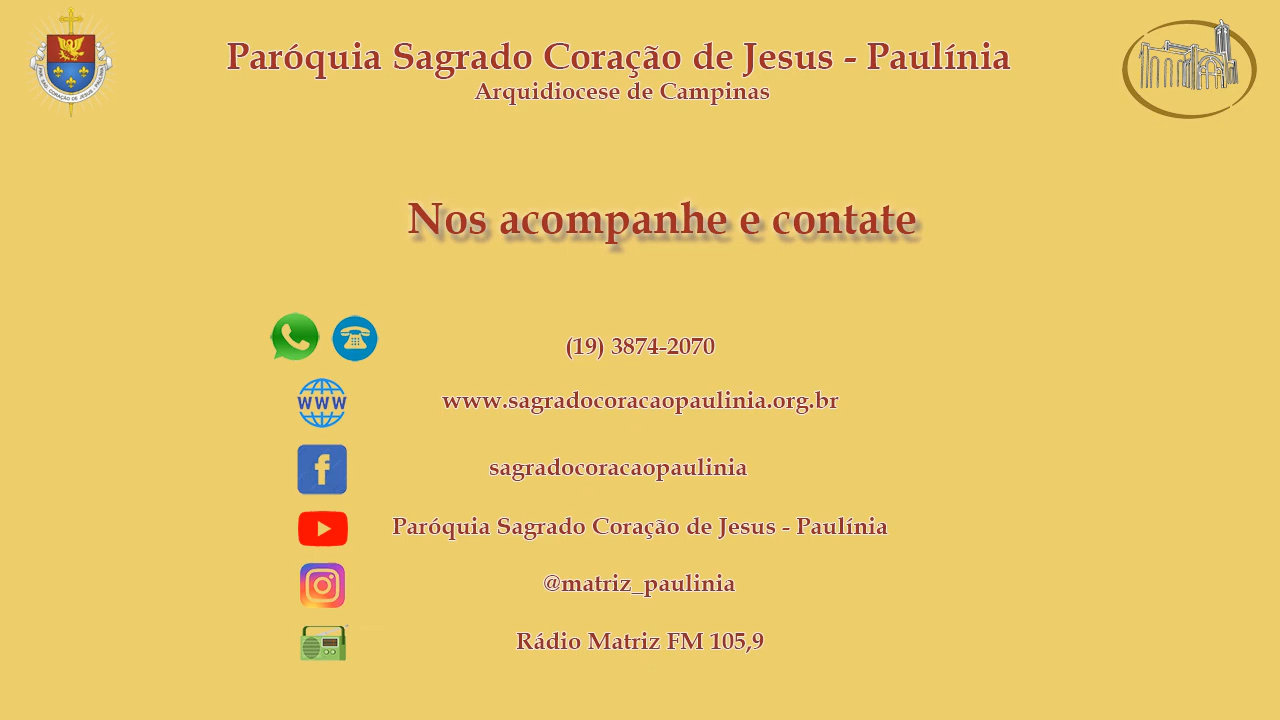 Paróquia Sagrado Coração de Jesus - Paulínia
Arquidiocese de Campinas
Nos acompanhe e contate
(19) 3874-2070
WWW
www.sagradocoracaopaulinia.org.br
sagradocoracaopaulinia
Paróquia Sagrado Coração de Jesus - Paulínia
@matriz_paulinia
Rádio Matriz FM 105,9